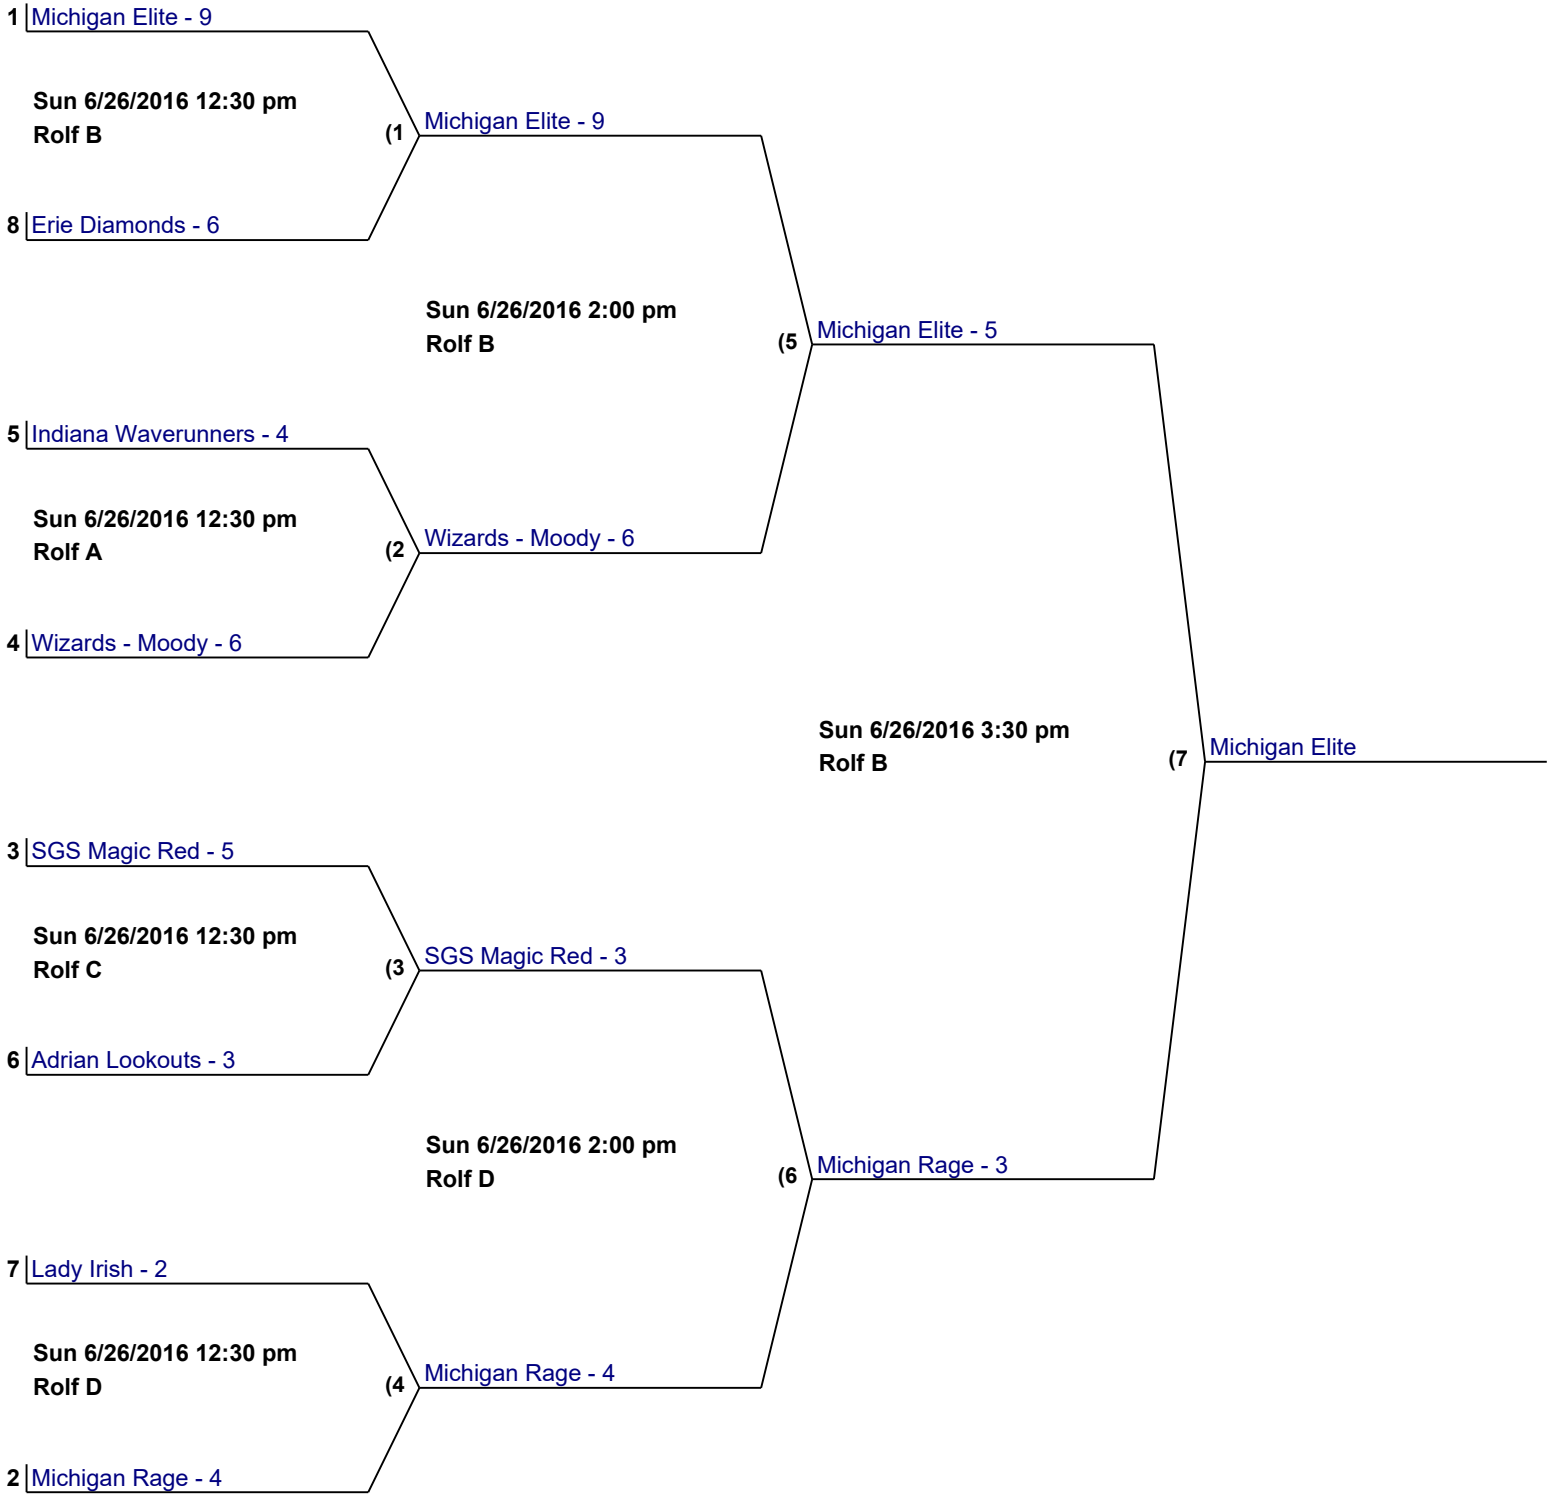 1 Michigan Elite - 9
Sun 6/26/2016 12:30 pm
Rolf B
(1 Michigan Elite - 9
8 Erie Diamonds - 6
Sun 6/26/2016 2:00 pm
Rolf B
(5 Michigan Elite - 5
5 Indiana Waverunners - 4
Sun 6/26/2016 12:30 pm
Rolf A
(2 Wizards - Moody - 6
4 Wizards - Moody - 6
Sun 6/26/2016 3:30 pm
Rolf B
(7 Michigan Elite
3 SGS Magic Red - 5
Sun 6/26/2016 12:30 pm
Rolf C
(3 SGS Magic Red - 3
6 Adrian Lookouts - 3
Sun 6/26/2016 2:00 pm
Rolf D
(6 Michigan Rage - 3
7 Lady Irish - 2
Sun 6/26/2016 12:30 pm
Rolf D
(4 Michigan Rage - 4
2 Michigan Rage - 4